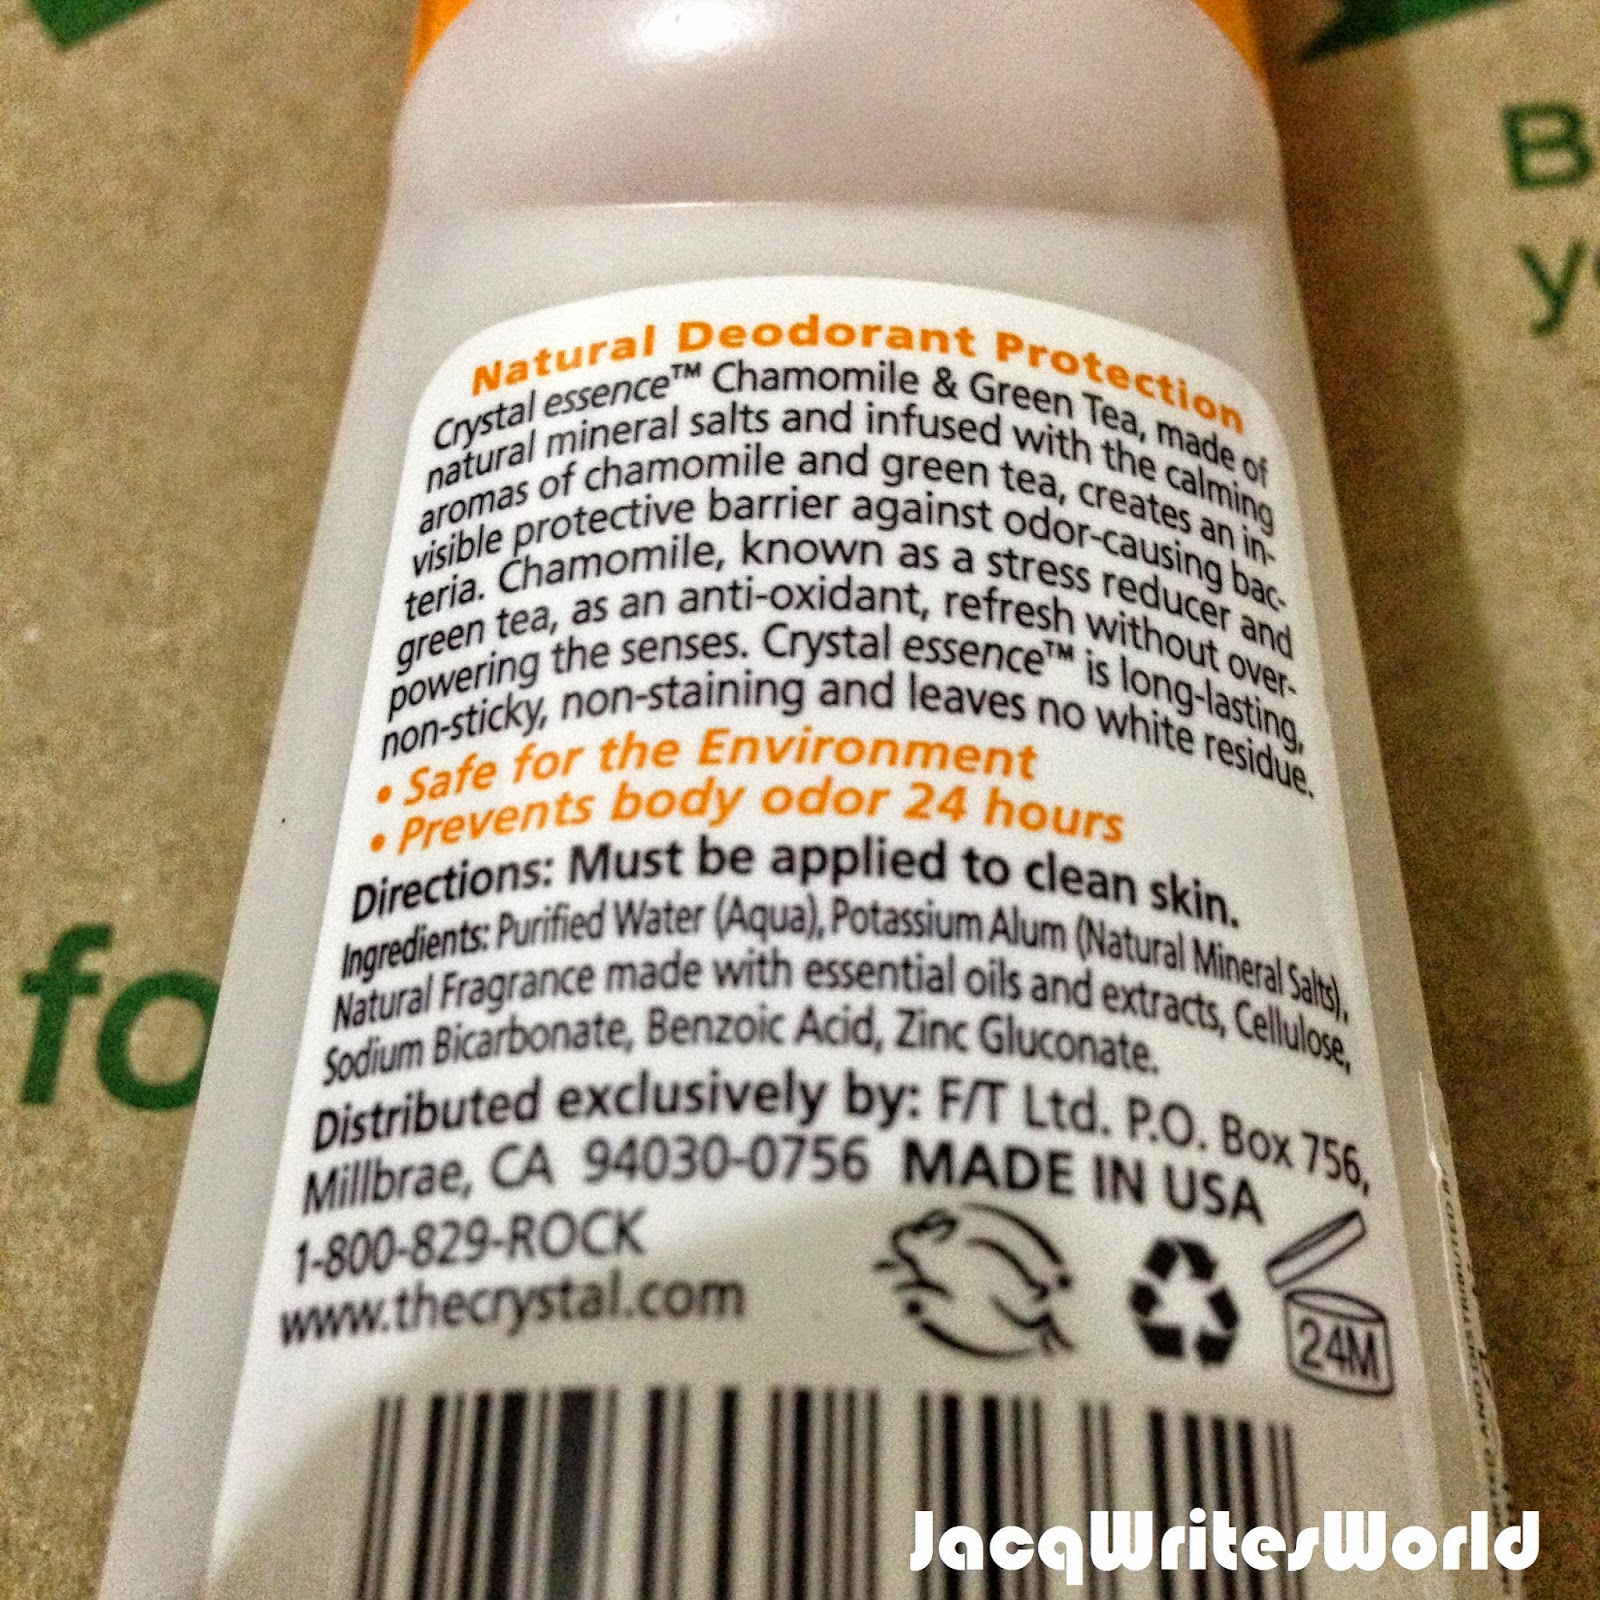 Natural Deodorant Protection
Crystal essence™ Chamomile & Green Tea, made of
natural mineral salts and infused with the calming
aromas of chamomile and green tea, creates an in-
visible protective barrier against odor-causing bac-
teria. Chamomile, known as a stress reducer and
green tea, as an anti-oxidant, refresh without over-
powering the senses. Crystal essence™ is long-lasting,
non-sticky, non-staining and leaves no white residue.
• Safe for the Environment
• Prevents body odor 24 hours
Directions: Must be applied to clean skin.
Ingredients: Purified Water (Aqua), Potassium Alum (Natural Mineral Salts),
Natural Fragrance made with essential oils and extracts, Cellulose,
Sodium Bicarbonate, Benzoic Acid, Zinc Gluconate.
Distributed exclusively by: F/T Ltd. P.O. Box 756,
Millbrae, CA 94030-0756 MADE IN USA
1-800-829-ROCK
www.thecrystal.com
24M
JacqWritesWorld